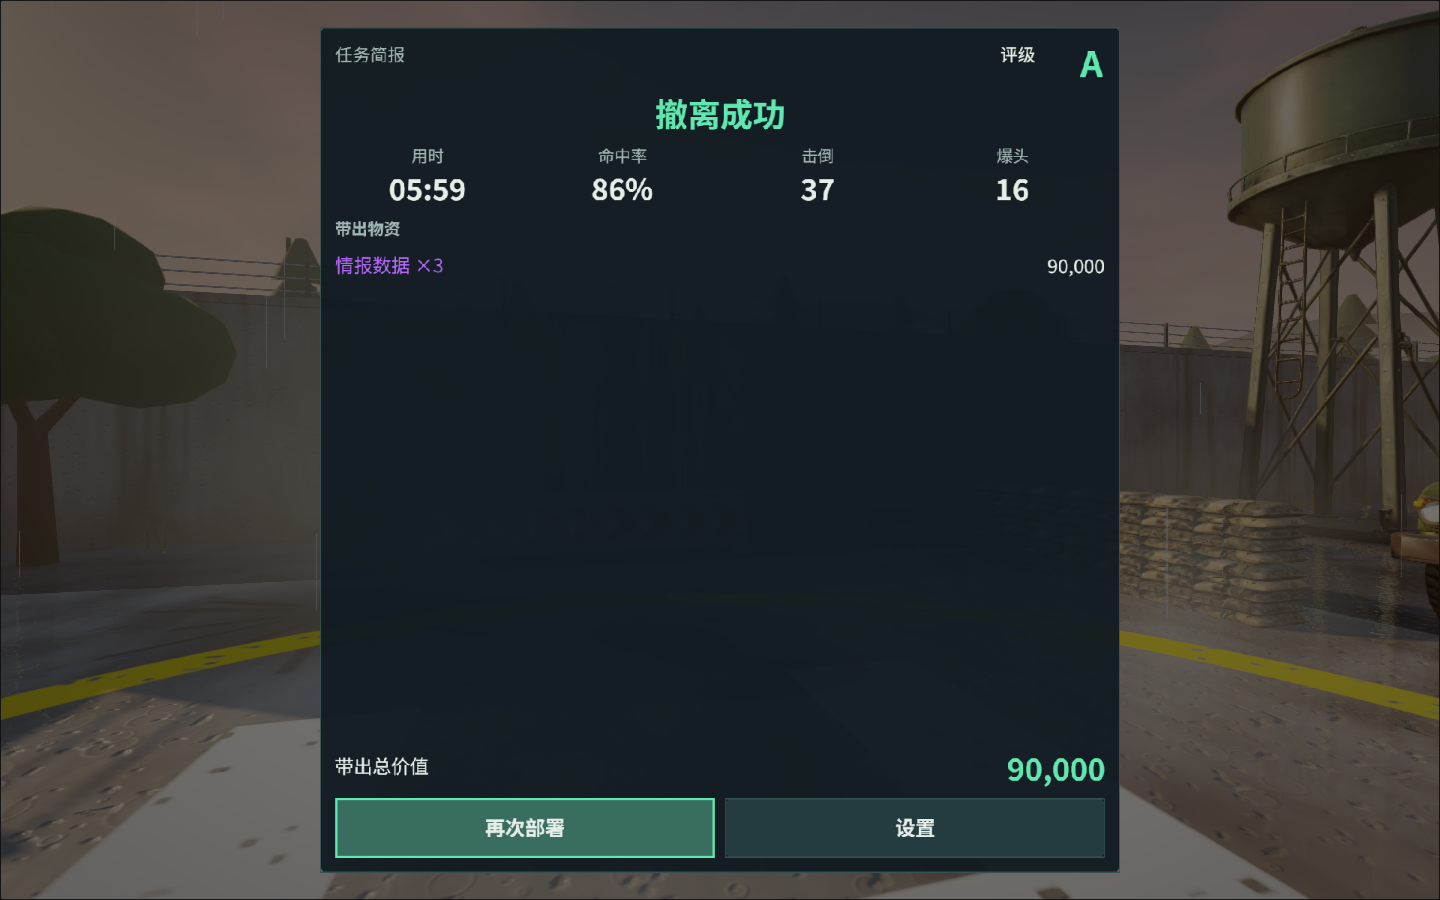 任务简报
评级 A
撤离成功
用时 命中率 击倒 爆头
05:59 86% 37 16
带出物资
情报数据 ×3 90,000
带出总价值 90,000
再次部署 设置